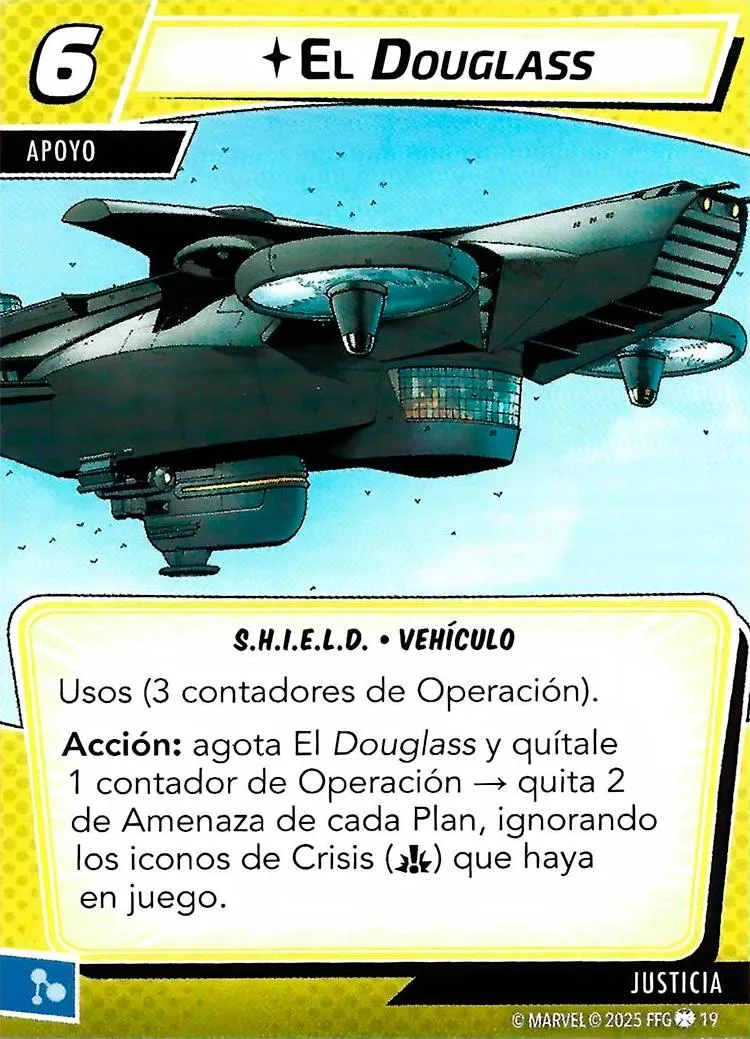 6
El Douglass
APOYO
S.H.I.E.L.D. • VEHÍCULO
Usos (3 contadores de Operación).
Acción: agota El Douglass y quítale
1 contador de Operación → quita 2
de Amenaza de cada Plan, ignorando
los iconos de Crisis (!) que haya
en juego.
JUSTICIA
© MARVEL © 2025 FFG 19